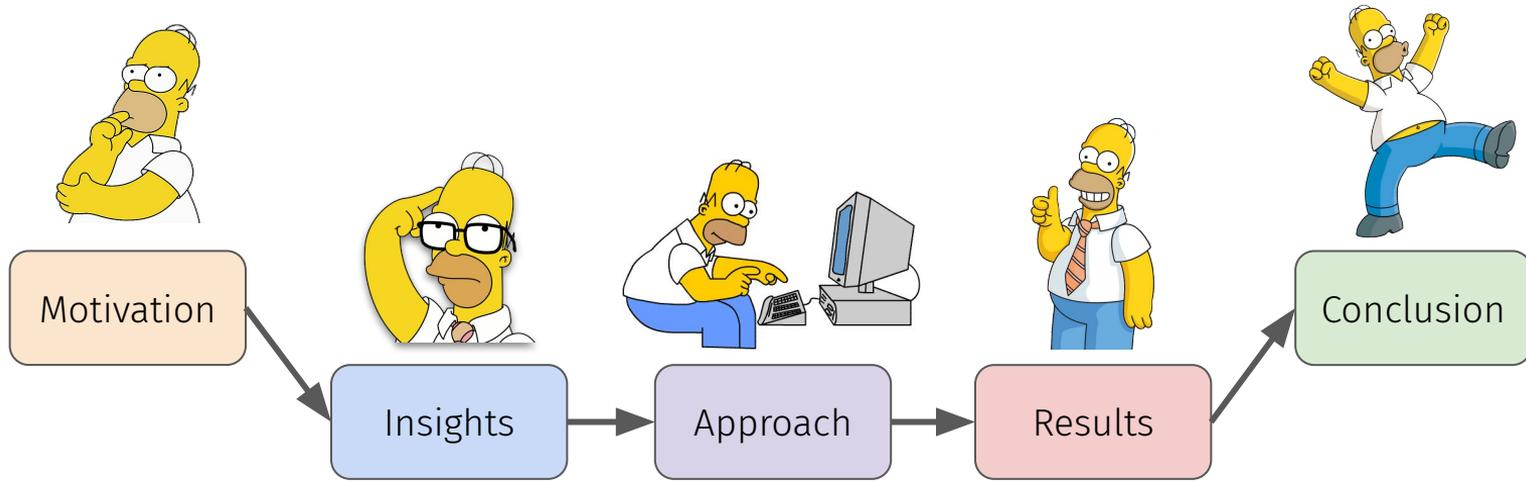 Motivation
Insights
Approach
Results
Conclusion